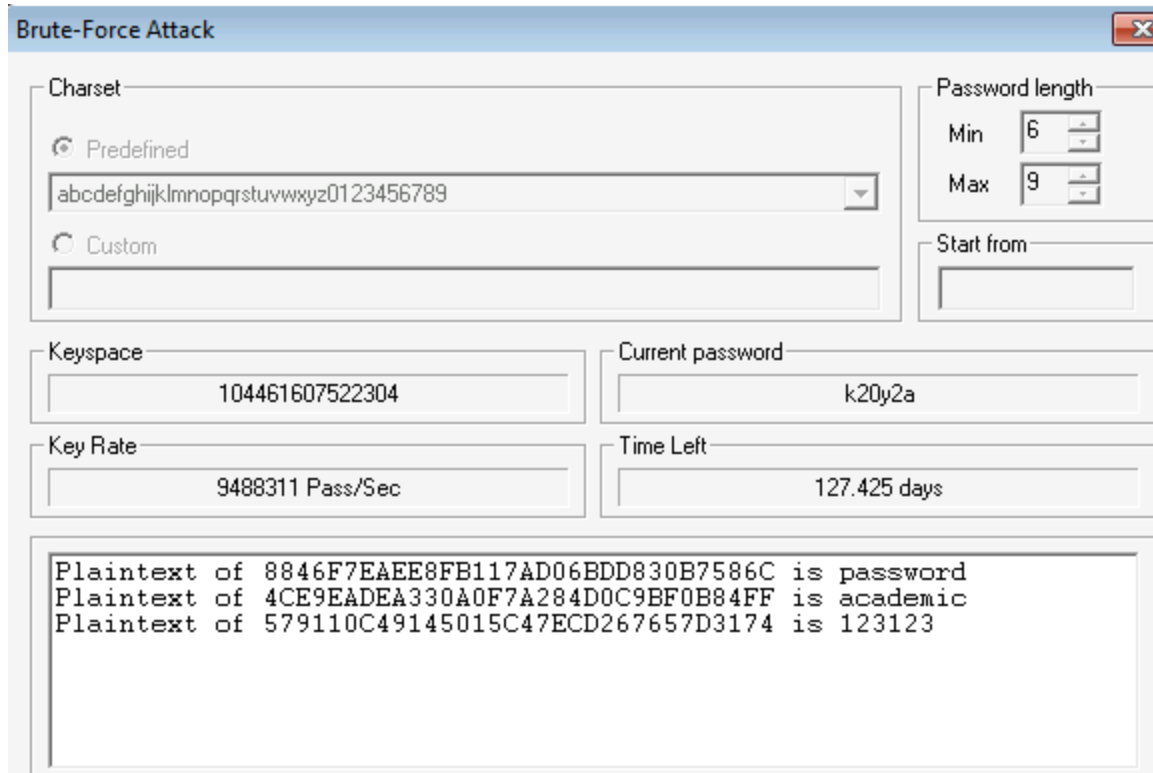 Brute-Force Attack
Charset
Predefined
abcdefghijklmnopqrstuvwxyz0123456789
Custom
Password length
Min 6
Max 9
Start from
Keyspace
104461607522304
Current password
k20y2a
Key Rate
9488311 Pass/Sec
Time Left
127.425 days
Plaintext of 8846F7EAEE8FB117AD06BDD830B7586C is password
Plaintext of 4CE9EADEA330A0F7A284D0C9BF0B84FF is academic
Plaintext of 579110C49145015C47ECD267657D3174 is 123123